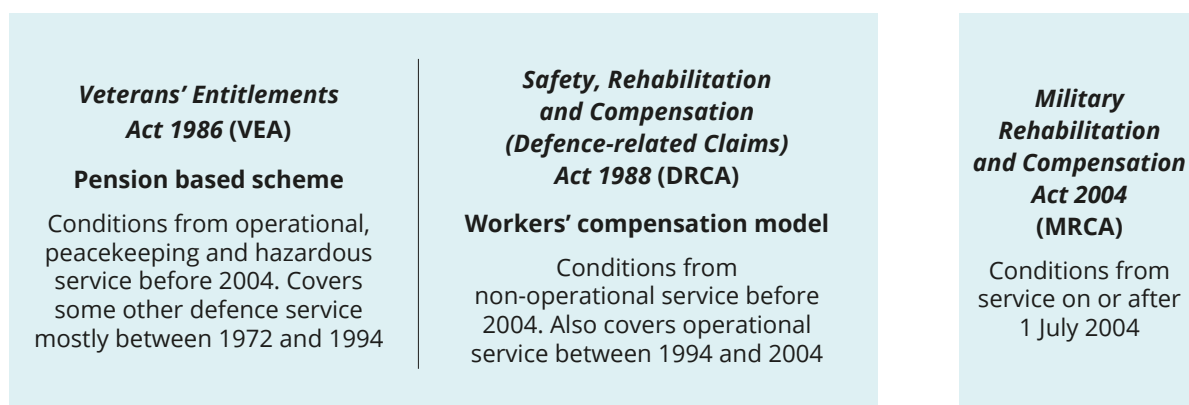 Veterans’ Entitlements
Act 1986 (VEA)
Pension based scheme
Conditions from operational,
peacekeeping and hazardous
service before 2004. Covers
some other defence service
mostly between 1972 and 1994
Safety, Rehabilitation
and Compensation
(Defence-related Claims)
Act 1988 (DRCA)
Workers’ compensation model
Conditions from
non-operational service before
2004. Also covers operational
service between 1994 and 2004
Military
Rehabilitation
and Compensation
Act 2004
(MRCA)
Conditions from
service on or after
1 July 2004